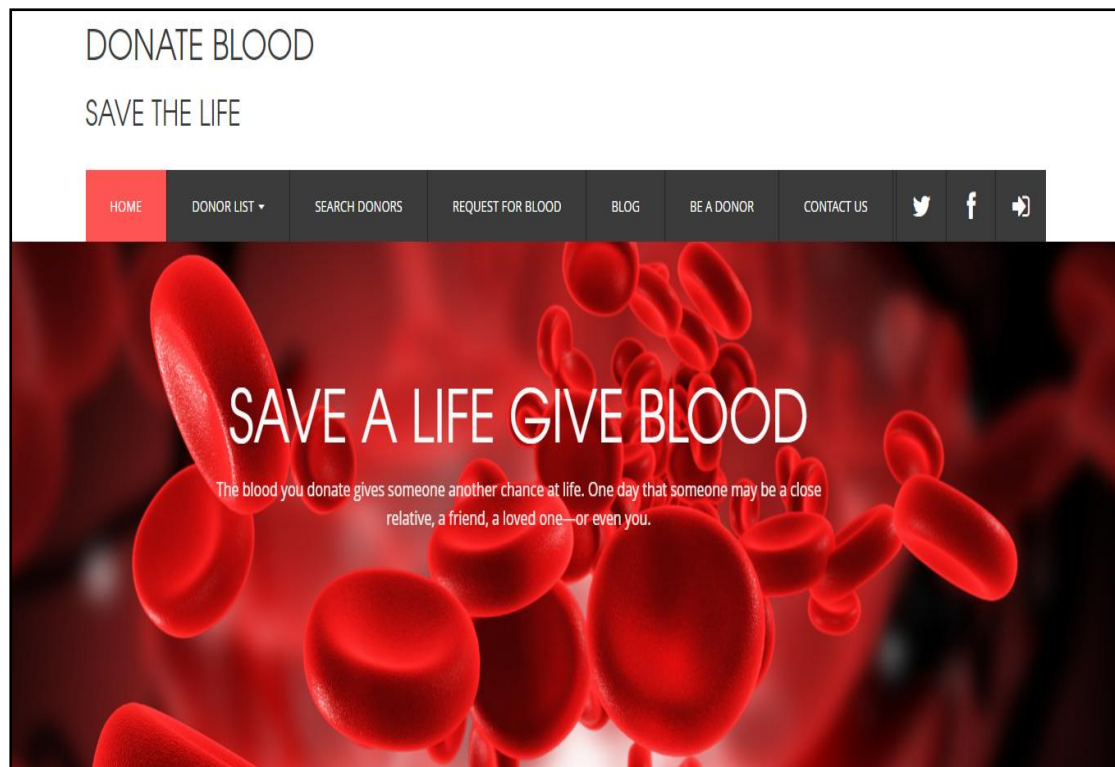 DONATE BLOOD
SAVE THE LIFE
HOME
DONOR LIST
SEARCH DONORS
REQUEST FOR BLOOD
BLOG
BE A DONOR
CONTACT US
SAVE A LIFE GIVE BLOOD
The blood you donate gives someone another chance at life. One day that someone may be a close
relative, a friend, a loved one—or even you.